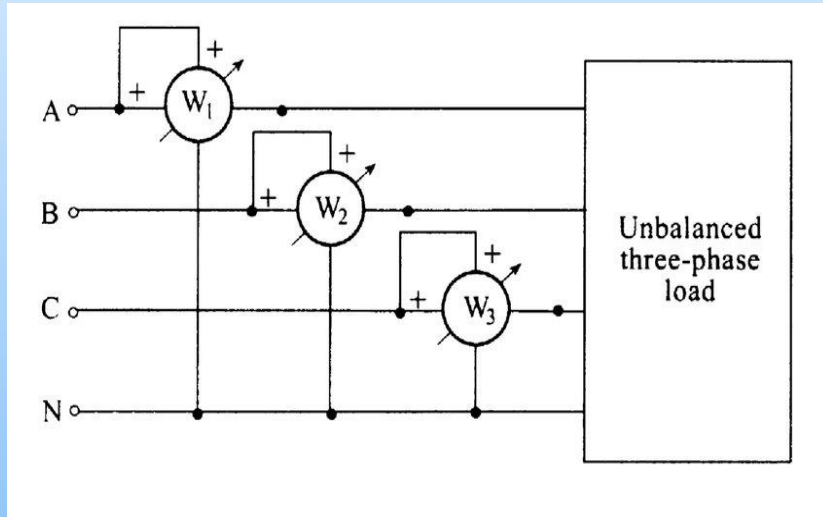 +
A + W₁
+
B + W₂
+
C + W₃
N
Unbalanced
three-phase
load